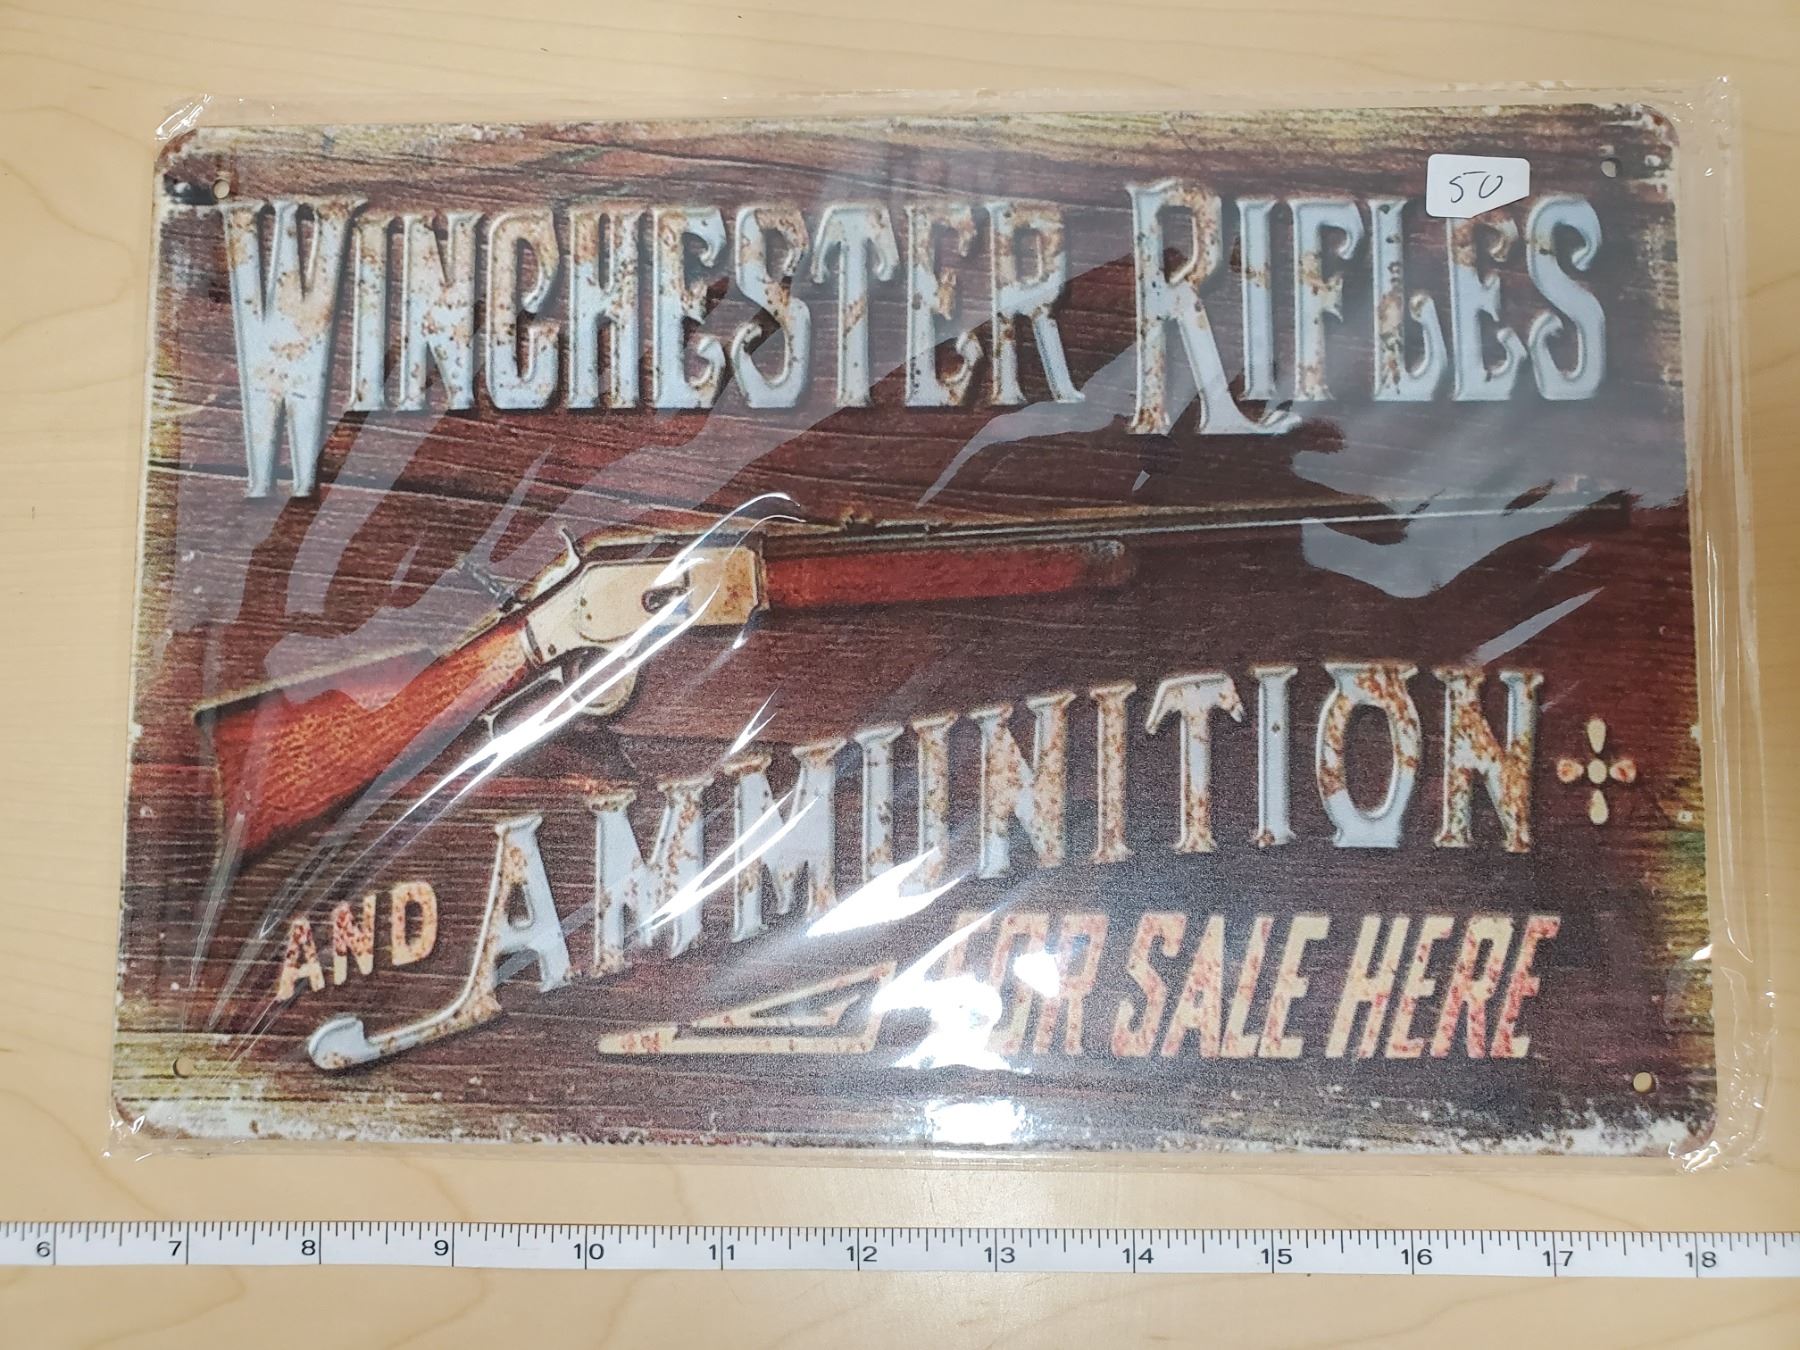 50
WINCHESTER RIFLES
AND AMMUNITION
FOR SALE HERE
6 7 8 9 10 11 12 13 14 15 16 17 18